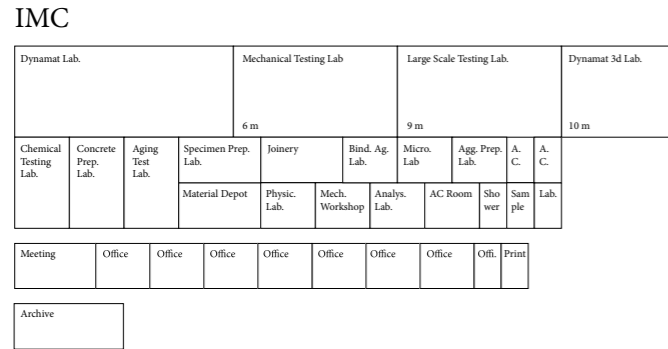 IMC
Dynamat Lab.
Mechanical Testing Lab
Large Scale Testing Lab.
Dynamat 3d Lab.
6 m
9 m
10 m
Chemical
Testing
Lab.
Concrete
Prep.
Lab.
Aging
Test
Lab.
Specimen Prep.
Lab.
Joinery
Bind. Ag.
Lab.
Micro.
Lab
Agg. Prep.
Lab.
A.
C.
A.
C.
Material Depot
Physic.
Lab.
Mech.
Workshop
Analys.
Lab.
AC Room
Sho
wer
Sam
ple
Lab.
Meeting
Office
Office
Office
Office
Office
Office
Office
Offi.
Print
Archive